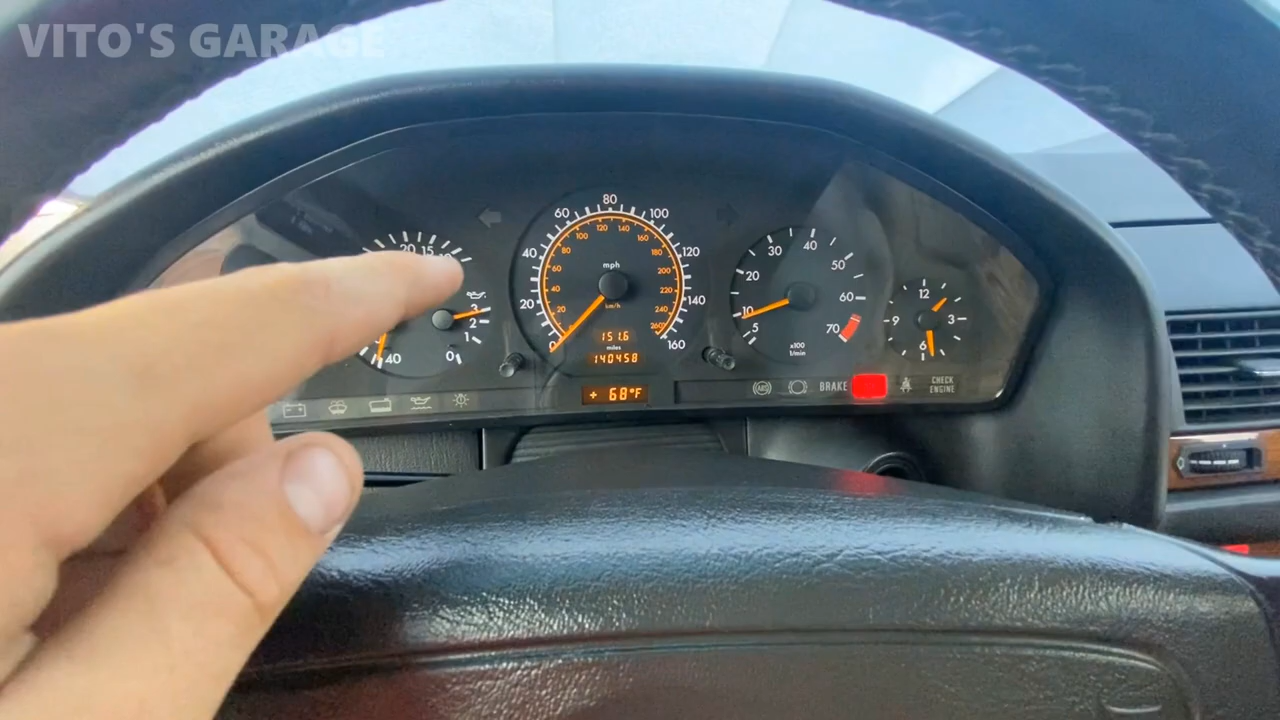 VITO'S GARAGE
20 15
40
3
2
1
0
0 20 40 60 80 100 120 140 160
20 40 60 80 100 120 140 160 180 200 220 240 260
mph
km/h
151.6
miles
140458
+ 68°F
5 10 20 30 40 50 60 70
x100
1/min
12
3
6
9
ABS
BRAKE
CHECK
ENGINE